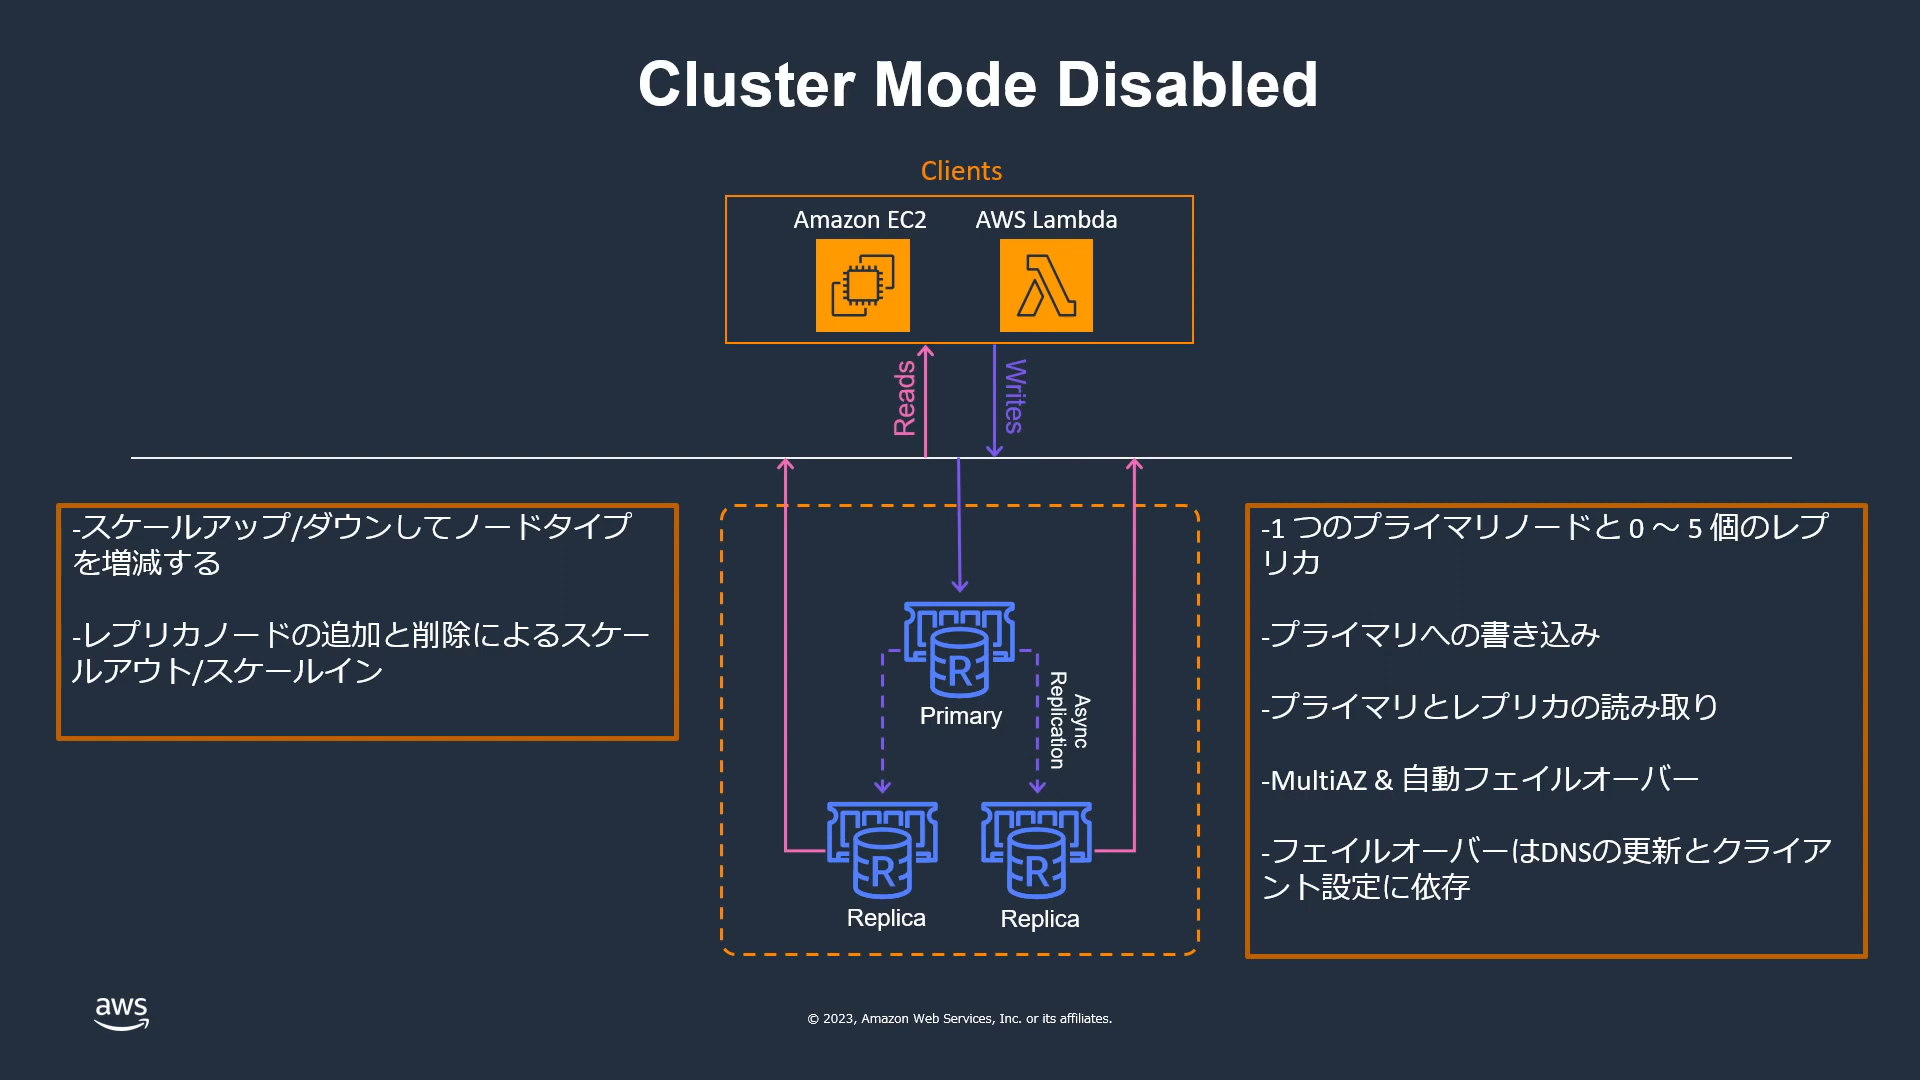 Cluster Mode Disabled
Clients
Amazon EC2
AWS Lambda
Reads
Writes
-スケールアップ/ダウンしてノードタイプ
を増減する
-レプリカノードの追加と削除によるスケー
ルアウト/スケールイン
R
Primary
Async
Replication
R
Replica
R
Replica
-1 つのプライマリノードと 0 ～ 5 個のレプ
リカ
-プライマリへの書き込み
-プライマリとレプリカの読み取り
-MultiAZ & 自動フェイルオーバー
-フェイルオーバーはDNSの更新とクライア
ント設定に依存
aws
© 2023, Amazon Web Services, Inc. or its affiliates.